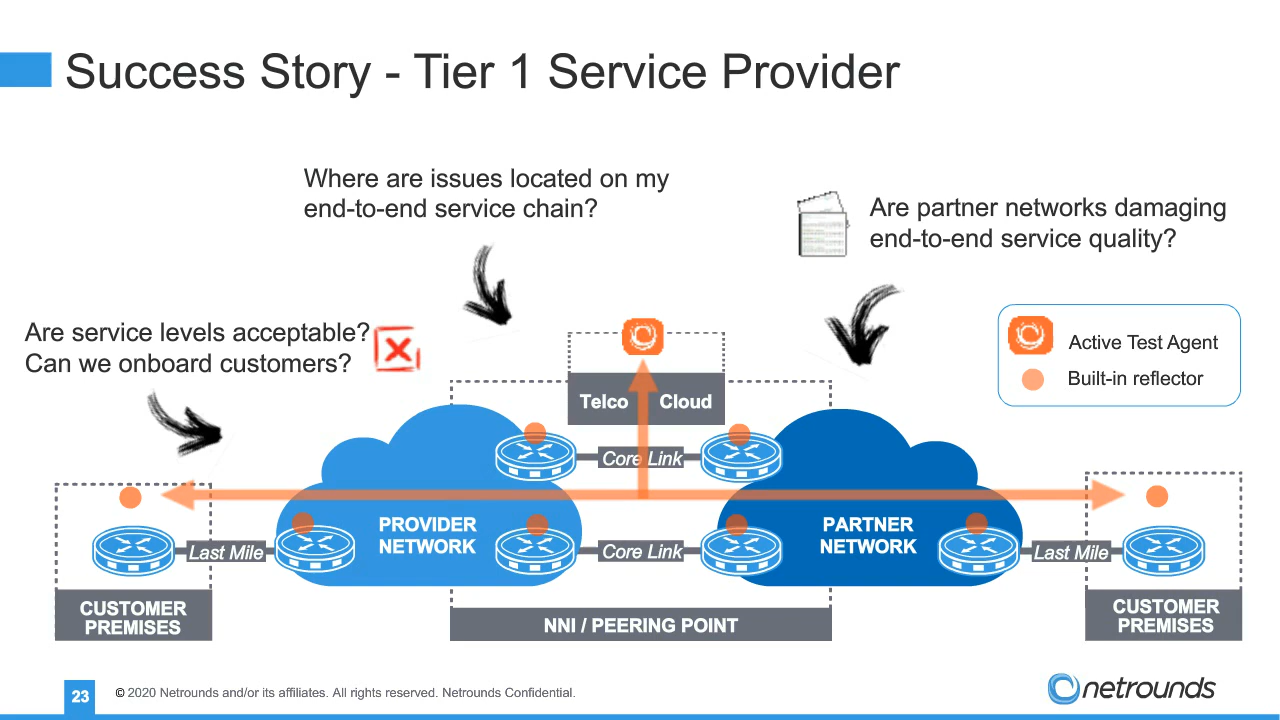 Success Story - Tier 1 Service Provider
Where are issues located on my
end-to-end service chain?
Are partner networks damaging
end-to-end service quality?
Are service levels acceptable?
Can we onboard customers?
Active Test Agent
Built-in reflector
Telco Cloud
Core Link
PROVIDER
NETWORK
PARTNER
NETWORK
Last Mile
Core Link
Last Mile
CUSTOMER
PREMISES
NNI / PEERING POINT
CUSTOMER
PREMISES
23
© 2020 Netrounds and/or its affiliates. All rights reserved. Netrounds Confidential.
netrounds